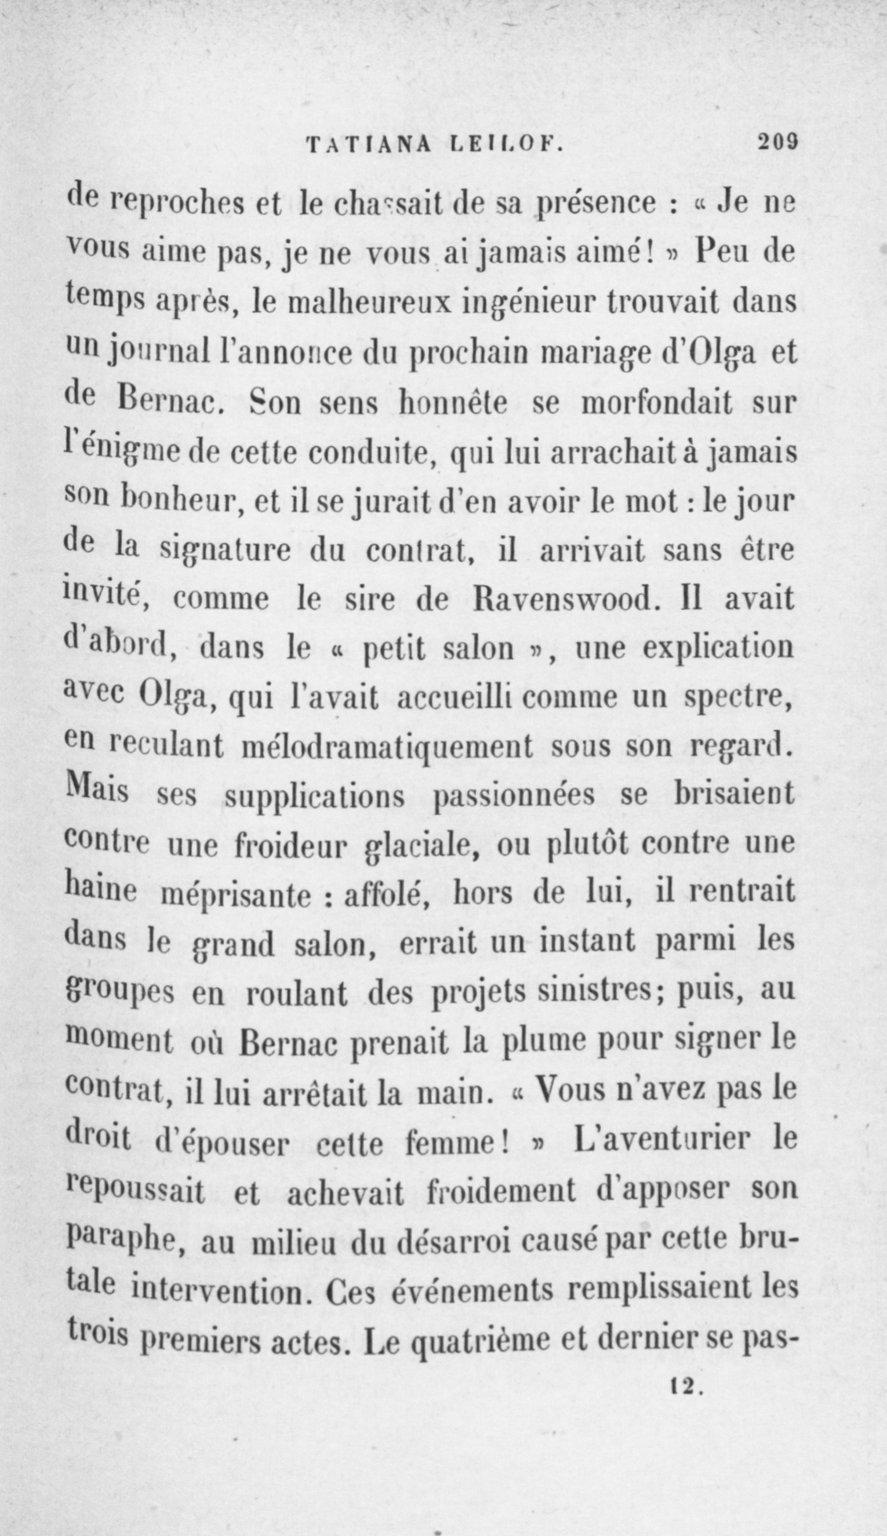 TATIANA LEILOF. 209
de reproches et le chassait de sa présence : « Je ne
vous aime pas, je ne vous ai jamais aimé! » Peu de
temps après, le malheureux ingénieur trouvait dans
un journal l'annonce du prochain mariage d'Olga et
de Bernac. Son sens honnête se morfondait sur
l'énigme de cette conduite, qui lui arrachait à jamais
son bonheur, et il se jurait d'en avoir le mot : le jour
de la signature du contrat, il arrivait sans être
invité, comme le sire de Ravenswood. Il avait
d'abord, dans le « petit salon », une explication
avec Olga, qui l'avait accueilli comme un spectre,
en reculant mélodramatiquement sous son regard.
Mais ses supplications passionnées se brisaient
contre une froideur glaciale, ou plutôt contre une
haine méprisante : affolé, hors de lui, il rentrait
dans le grand salon, errait un instant parmi les
groupes en roulant des projets sinistres; puis, au
moment où Bernac prenait la plume pour signer le
contrat, il lui arrêtait la main. « Vous n'avez pas le
droit d'épouser cette femme! » L'aventurier le
repoussait et achevait froidement d'apposer son
paraphe, au milieu du désarroi causé par cette bru-
tale intervention. Ces événements remplissaient les
trois premiers actes. Le quatrième et dernier se pas-
12.